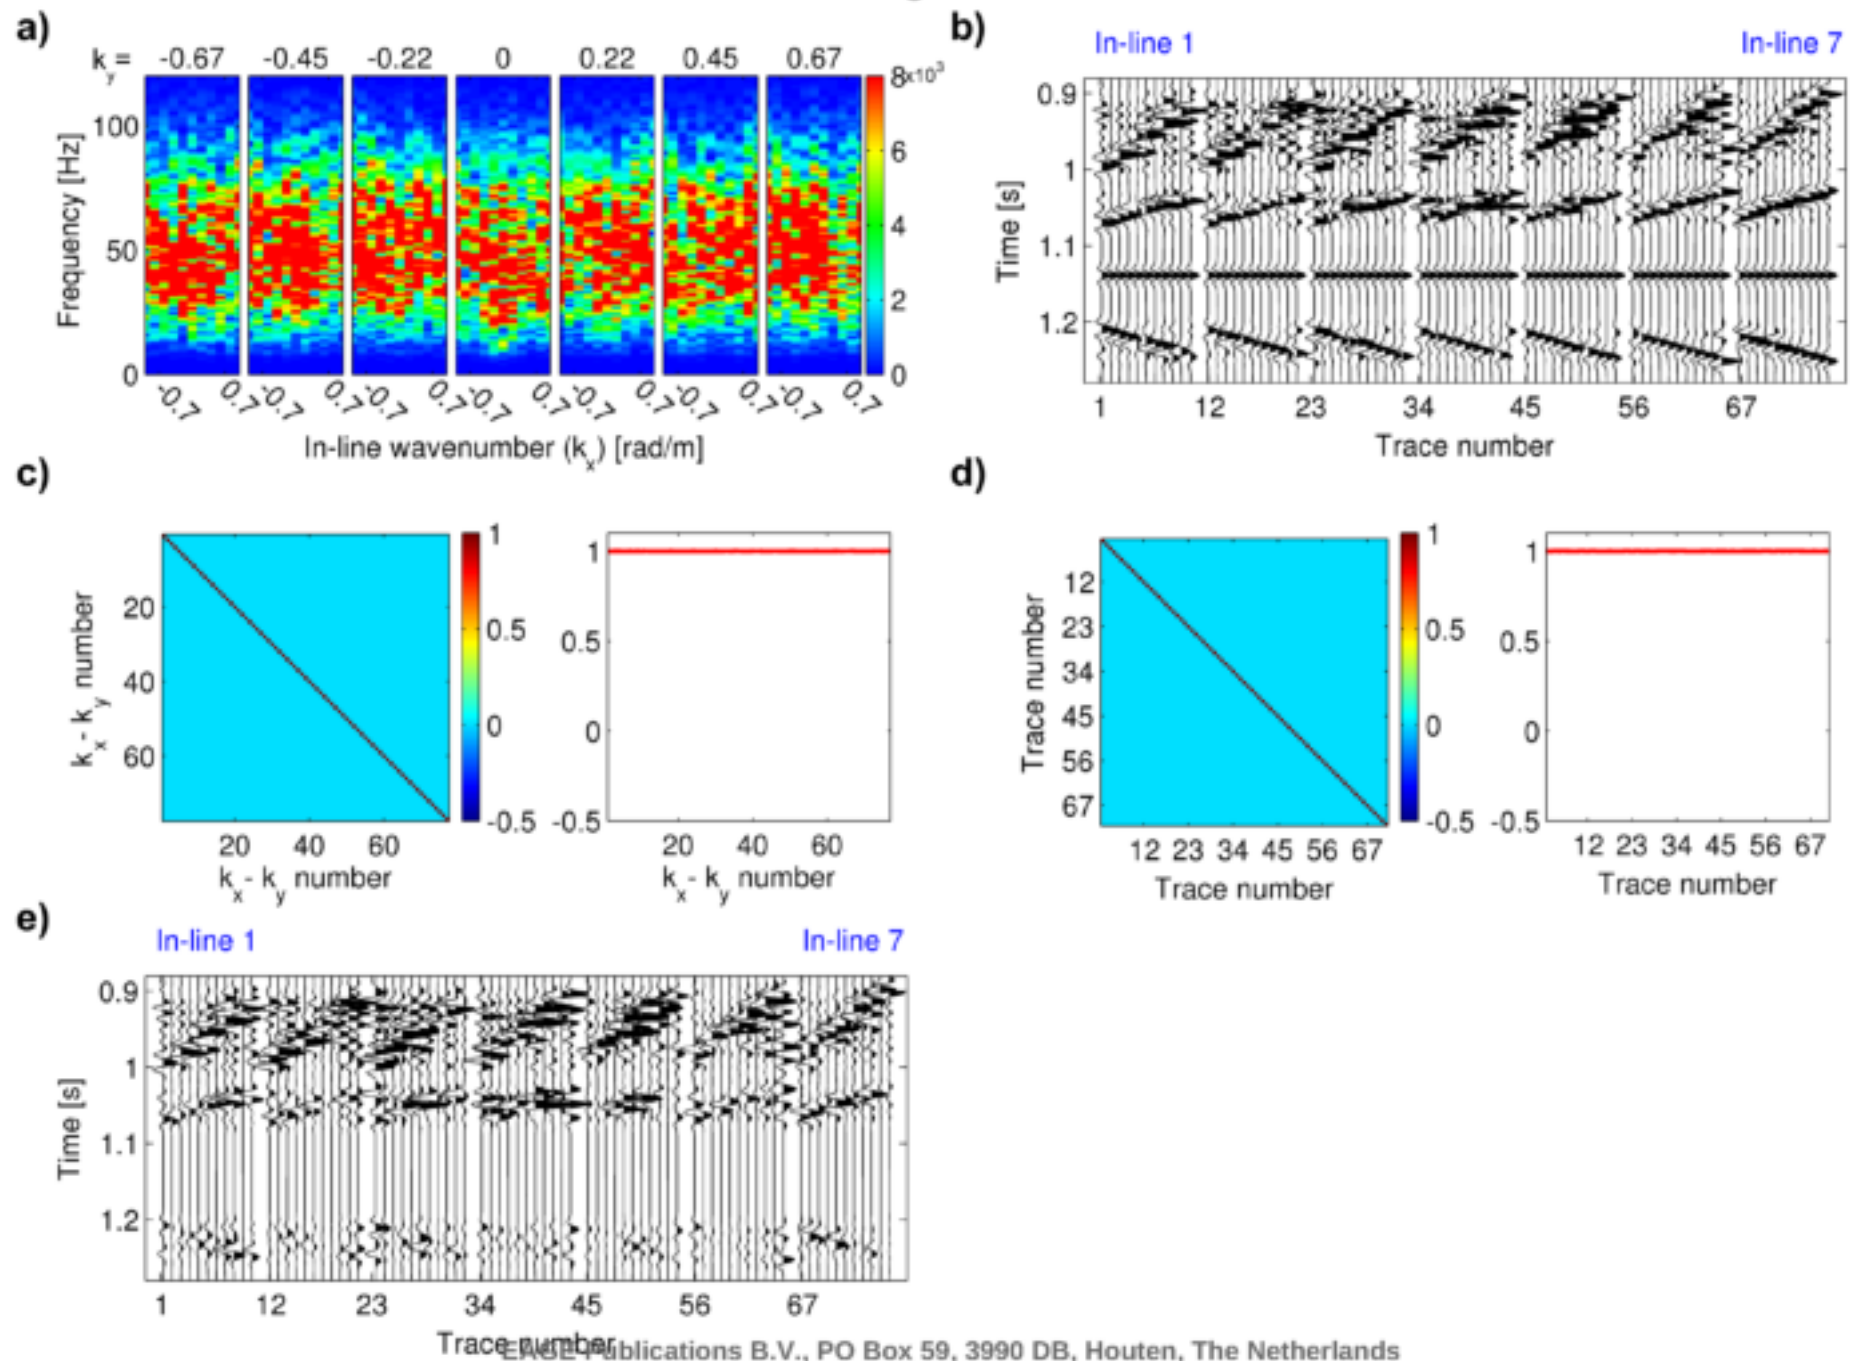 a)
k_y = -0.67 -0.45 -0.22 0 0.22 0.45 0.67
8x10³
6
4
2
0
Frequency [Hz]
100
50
0
-0.7 0.7 -0.7 0.7 -0.7 0.7 -0.7 0.7 -0.7 0.7 -0.7 0.7 -0.7 0.7
In-line wavenumber (k_x) [rad/m]
b)
In-line 1 In-line 7
Time [s]
0.9
1
1.1
1.2
1 12 23 34 45 56 67
Trace number
c)
k_x - k_y number
20
40
60
20 40 60
k_x - k_y number
1
0.5
0
-0.5
1
0.5
0
-0.5
20 40 60
k_x - k_y number
d)
Trace number
12
23
34
45
56
67
12 23 34 45 56 67
Trace number
1
0.5
0
-0.5
1
0.5
0
-0.5
12 23 34 45 56 67
Trace number
e)
In-line 1 In-line 7
Time [s]
0.9
1
1.1
1.2
1 12 23 34 45 56 67
Trace number
EAGE Publications B.V., PO Box 59, 3990 DB, Houten, The Netherlands